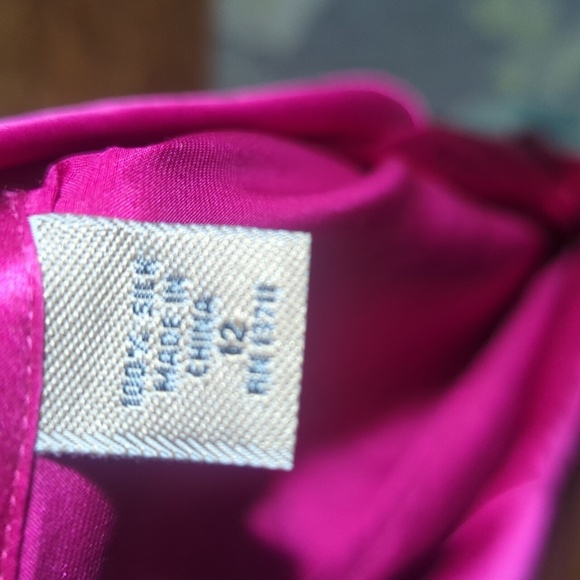 100% SILK
MADE IN
CHINA
12
RN 13711